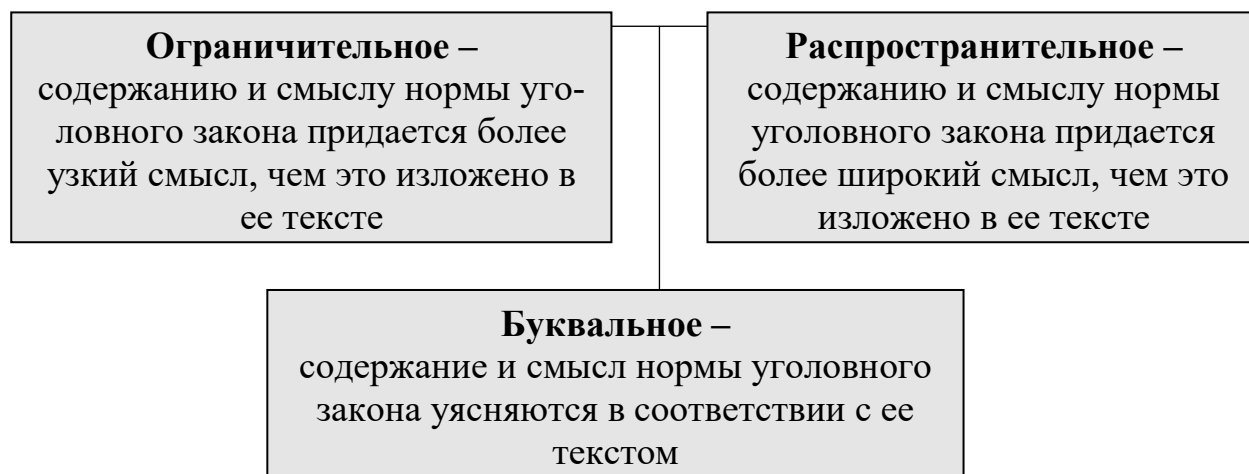 Ограничительное –
содержанию и смыслу нормы уго-
ловного закона придается более
узкий смысл, чем это изложено в
ее тексте
Распространительное –
содержанию и смыслу нормы
уголовного закона придается
более широкий смысл, чем это
изложено в ее тексте
Буквальное –
содержание и смысл нормы уголовного
закона уясняются в соответствии с ее
текстом